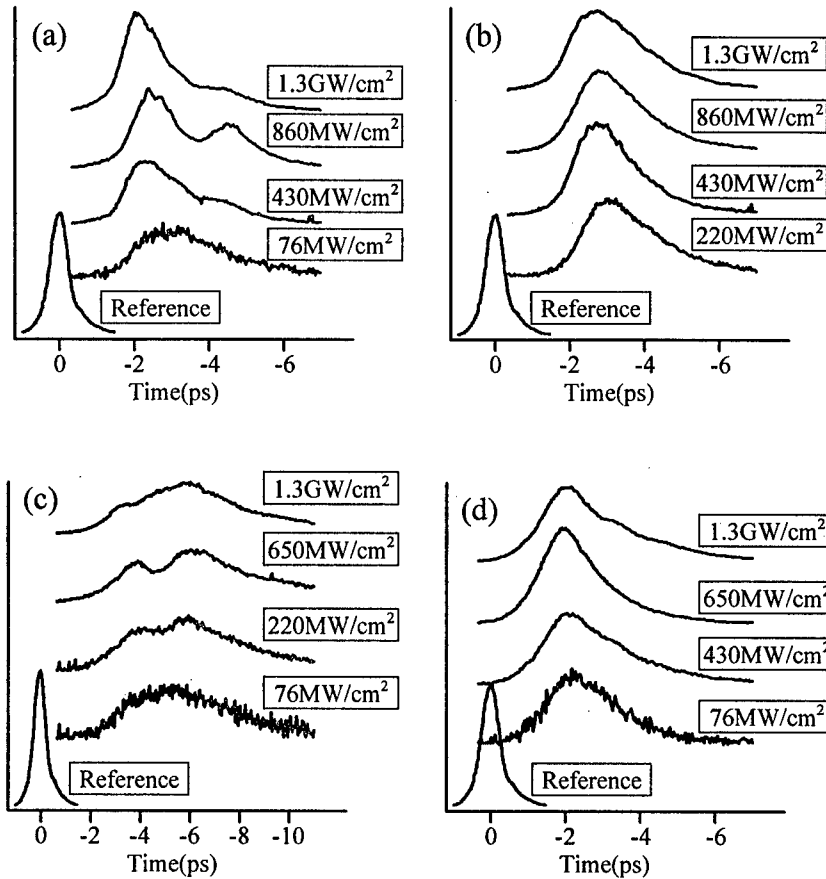 (a)
1.3GW/cm²
860MW/cm²
430MW/cm²
76MW/cm²
Reference
0 -2 -4 -6
Time(ps)
(b)
1.3GW/cm²
860MW/cm²
430MW/cm²
220MW/cm²
Reference
0 -2 -4 -6
Time(ps)
(c)
1.3GW/cm²
650MW/cm²
220MW/cm²
76MW/cm²
Reference
0 -2 -4 -6 -8 -10
Time(ps)
(d)
1.3GW/cm²
650MW/cm²
430MW/cm²
76MW/cm²
Reference
0 -2 -4 -6
Time(ps)